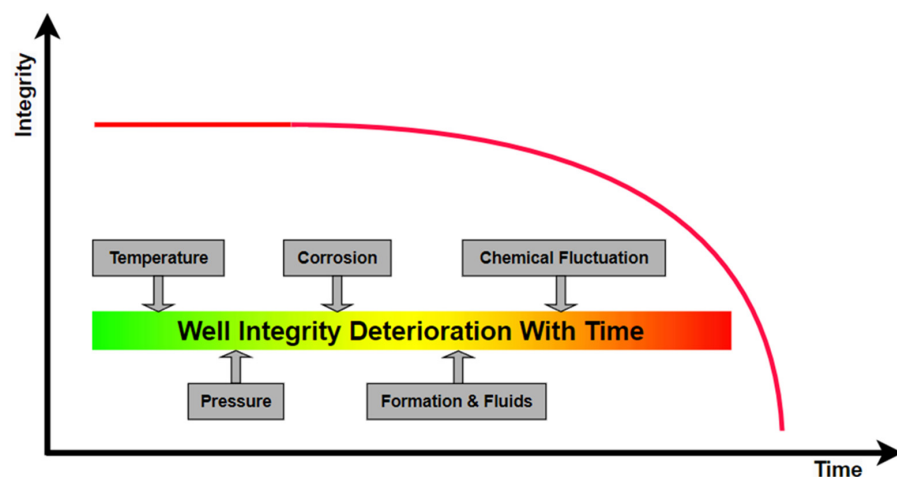 Integrity
Temperature
Corrosion
Chemical Fluctuation
Well Integrity Deterioration With Time
Pressure
Formation & Fluids
Time